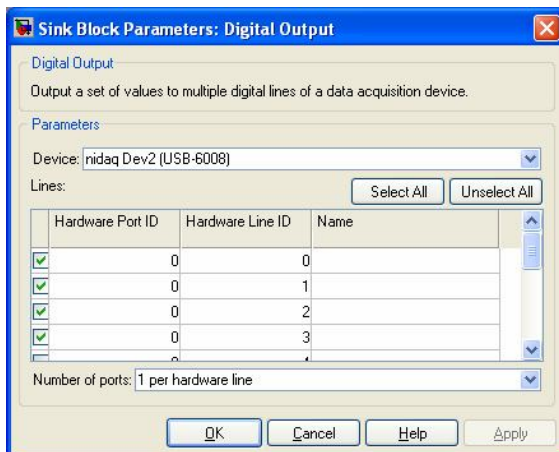 Sink Block Parameters: Digital Output
Digital Output
Output a set of values to multiple digital lines of a data acquisition device.
Parameters
Device: nidaq Dev2 (USB-6008)
Lines:
Select All Unselect All
Hardware Port ID Hardware Line ID Name
0 0
0 1
0 2
0 3
Number of ports: 1 per hardware line
OK Cancel Help Apply